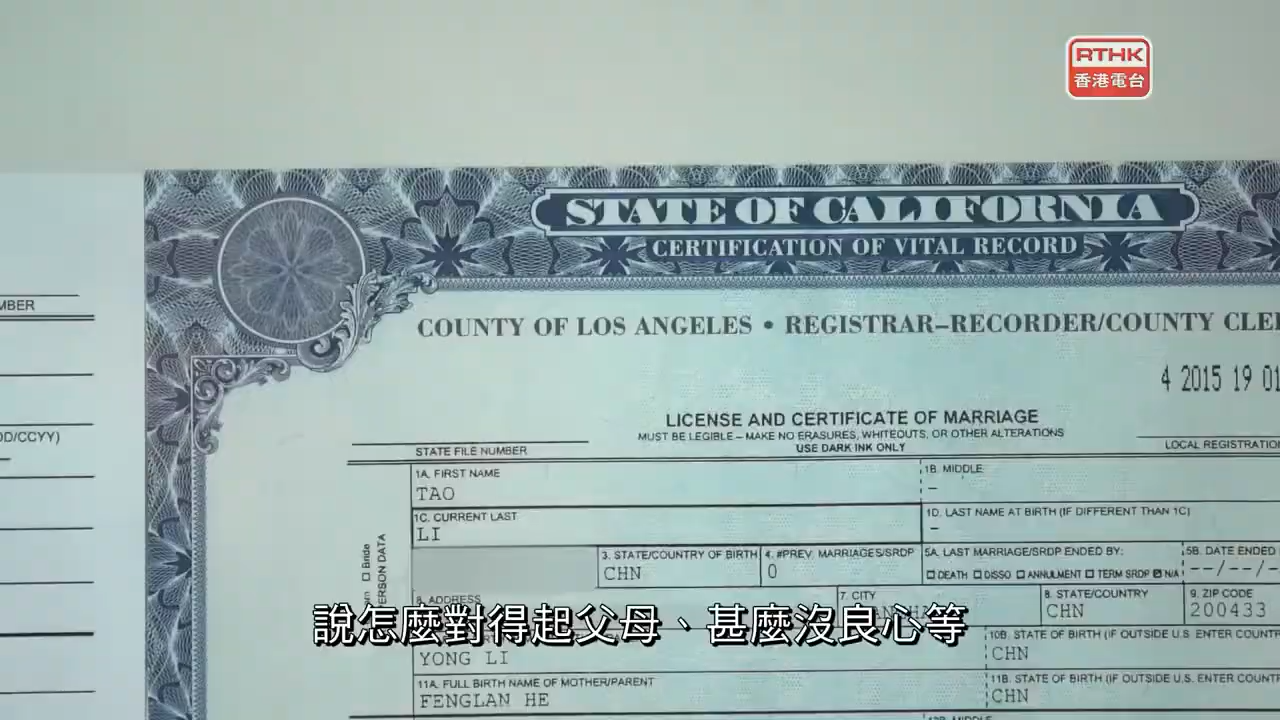 RTHK
香港電台
STATE OF CALIFORNIA
CERTIFICATION OF VITAL RECORD
MBER
COUNTY OF LOS ANGELES • REGISTRAR–RECORDER/COUNTY CLE
4 2015 19 01
LICENSE AND CERTIFICATE OF MARRIAGE
MUST BE LEGIBLE – MAKE NO ERASURES, WHITEOUTS, OR OTHER ALTERATIONS
DD/CCYY)
STATE FILE NUMBER
USE DARK INK ONLY
LOCAL REGISTRATION
1A. FIRST NAME
1B. MIDDLE
TAO
–
1C. CURRENT LAST
1D. LAST NAME AT BIRTH (IF DIFFERENT THAN 1C)
LI
–
Bride
PERSON DATA
3. STATE/COUNTRY OF BIRTH
4. #PREV. MARRIAGES/SRDP
5A. LAST MARRIAGE/SRDP ENDED BY:
5B. DATE ENDED
CHN
0
DEATH DISSO ANNULMENT TERM SRDP N/A
--/--/-
6. ADDRESS
7. CITY
8. STATE/COUNTRY
9. ZIP CODE
CHN
200433
說怎麼對得起父母、甚麼沒良心等
10B. STATE OF BIRTH (IF OUTSIDE U.S. ENTER COUNTR
YONG LI
CHN
11A. FULL BIRTH NAME OF MOTHER/PARENT
11B. STATE OF BIRTH (IF OUTSIDE U.S. ENTER COUNTR
FENGLAN HE
CHN